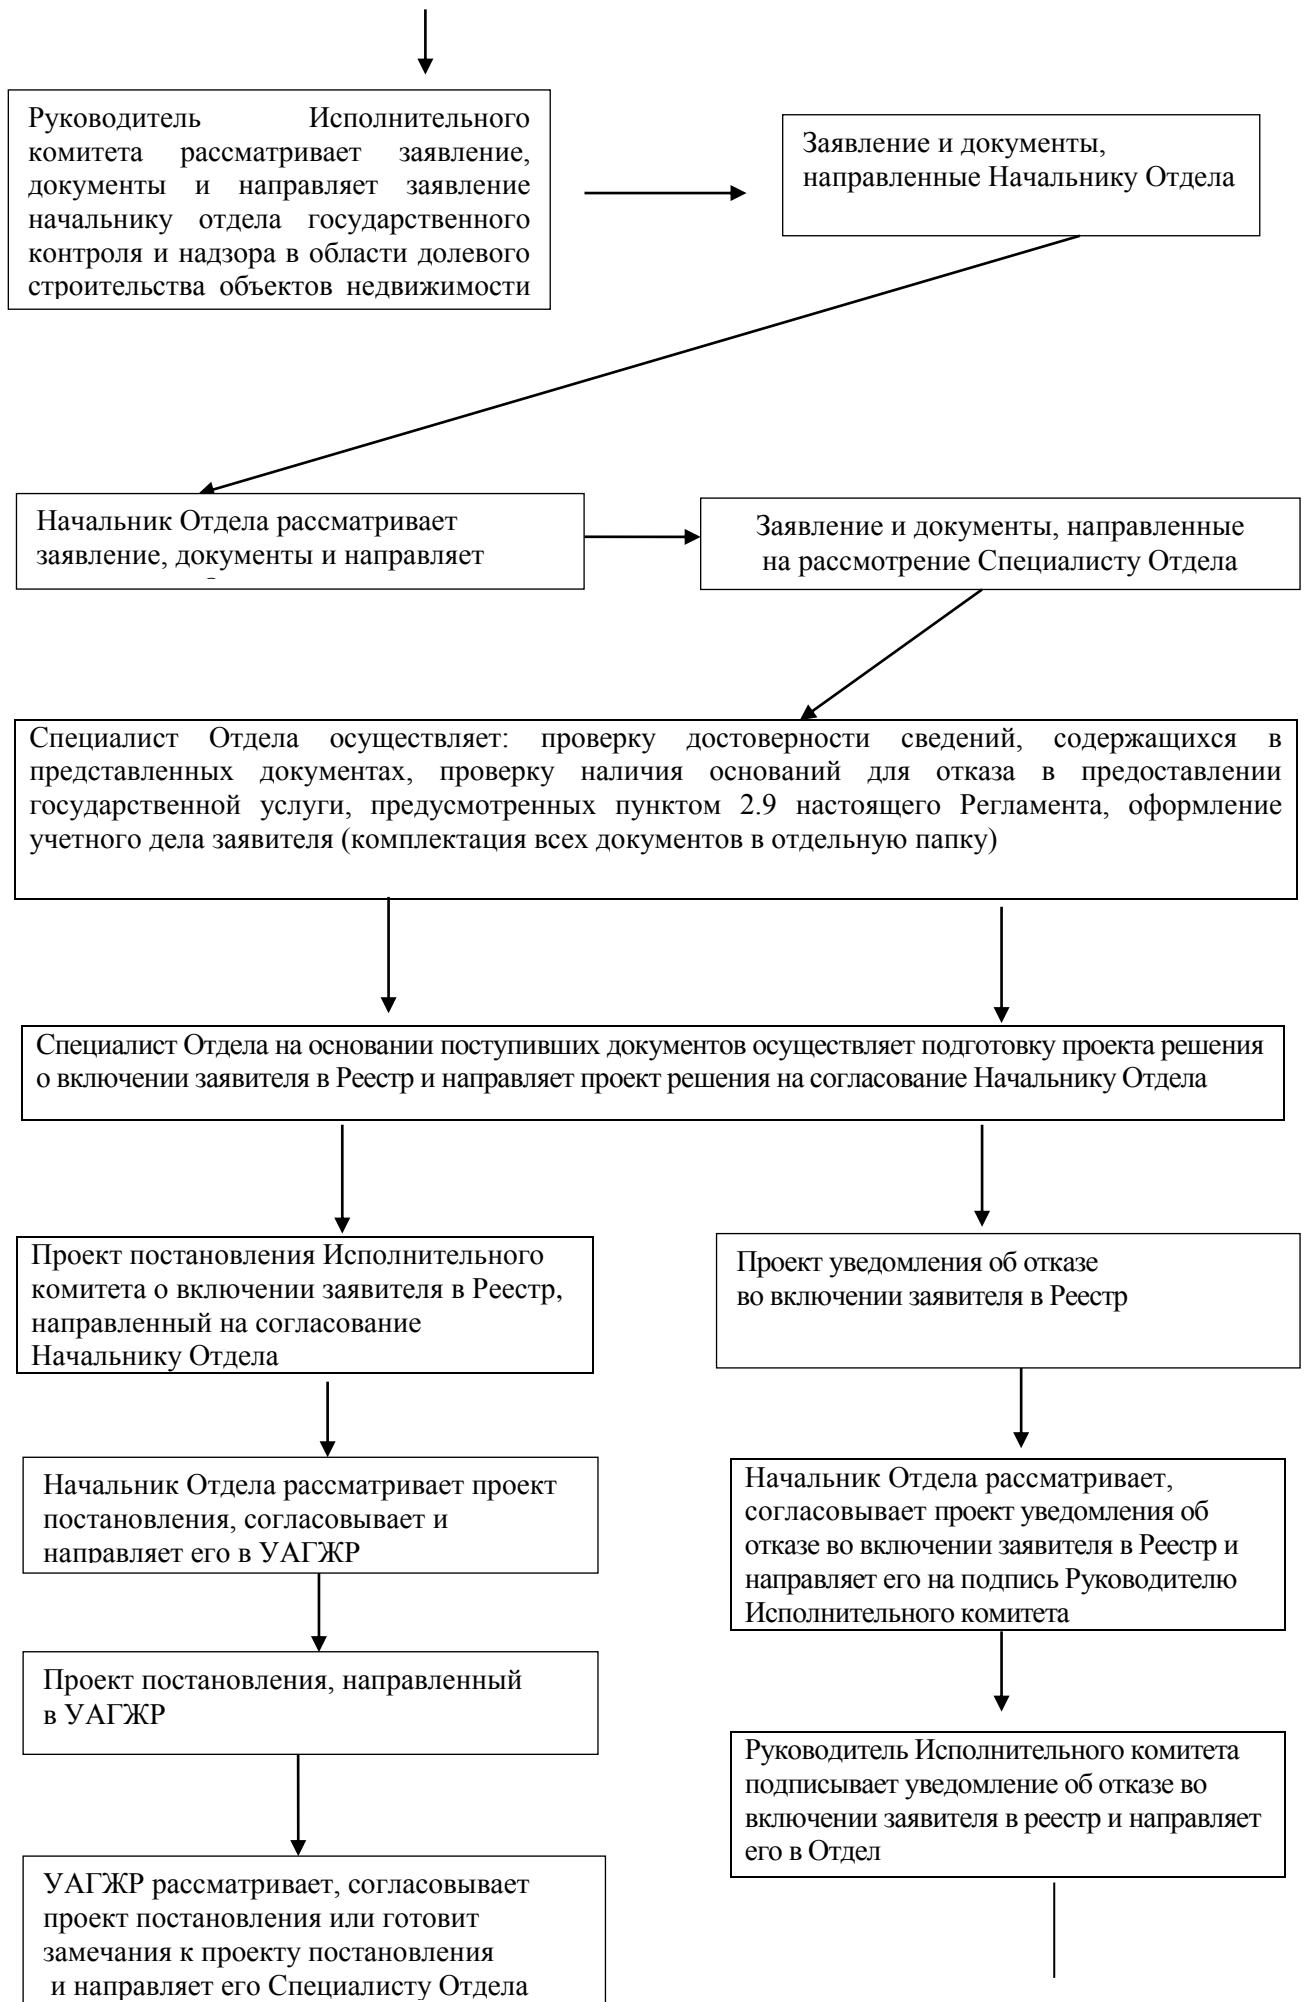 Руководитель Исполнительного
комитета рассматривает заявление,
документы и направляет заявление
начальнику отдела государственного
контроля и надзора в области долевого
строительства объектов недвижимости
Заявление и документы,
направленные Начальнику Отдела
Начальник Отдела рассматривает
заявление, документы и направляет
Заявление и документы, направленные
на рассмотрение Специалисту Отдела
Специалист Отдела осуществляет: проверку достоверности сведений, содержащихся в
представленных документах, проверку наличия оснований для отказа в предоставлении
государственной услуги, предусмотренных пунктом 2.9 настоящего Регламента, оформление
учетного дела заявителя (комплектация всех документов в отдельную папку)
Специалист Отдела на основании поступивших документов осуществляет подготовку проекта решения
о включении заявителя в Реестр и направляет проект решения на согласование Начальнику Отдела
Проект постановления Исполнительного
комитета о включении заявителя в Реестр,
направленный на согласование
Начальнику Отдела
Проект уведомления об отказе
во включении заявителя в Реестр
Начальник Отдела рассматривает проект
постановления, согласовывает и
направляет его в УАГЖР
Начальник Отдела рассматривает,
согласовывает проект уведомления об
отказе во включении заявителя в Реестр и
направляет его на подпись Руководителю
Исполнительного комитета
Проект постановления, направленный
в УАГЖР
Руководитель Исполнительного комитета
подписывает уведомление об отказе во
включении заявителя в реестр и направляет
его в Отдел
УАГЖР рассматривает, согласовывает
проект постановления или готовит
замечания к проекту постановления
и направляет его Специалисту Отдела